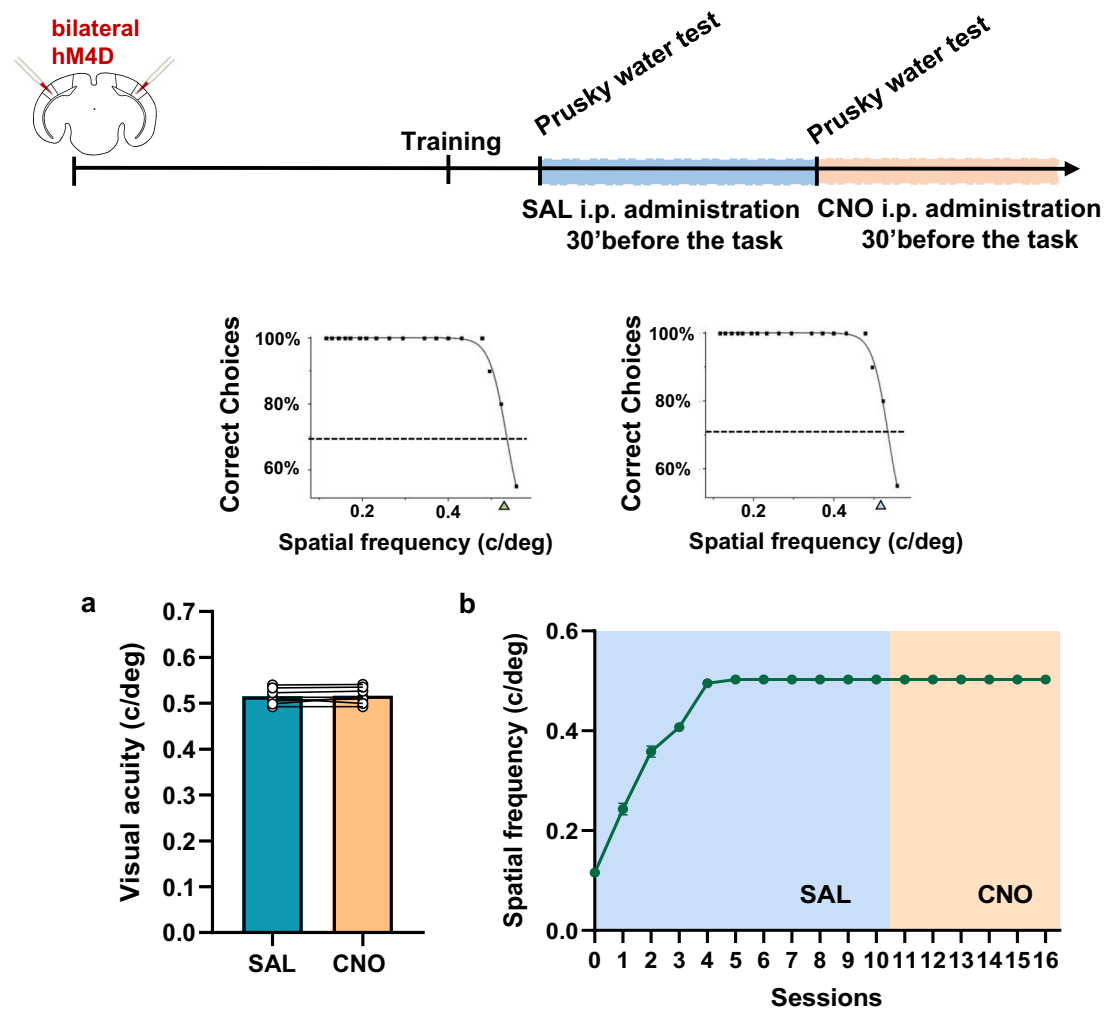 bilateral
hM4D
Training
Prusky water test
Prusky water test
SAL i.p. administration
30'before the task
CNO i.p. administration
30'before the task
Correct Choices
100%
80%
60%
0.2
0.4
Spatial frequency (c/deg)
Correct Choices
100%
80%
60%
0.2
0.4
Spatial frequency (c/deg)
a
Visual acuity (c/deg)
0.7
0.6
0.5
0.4
0.3
0.2
0.1
0.0
SAL
CNO
b
Spatial frequency (c/deg)
0.6
0.4
0.2
0.0
SAL
CNO
0 1 2 3 4 5 6 7 8 9 10 11 12 13 14 15 16
Sessions